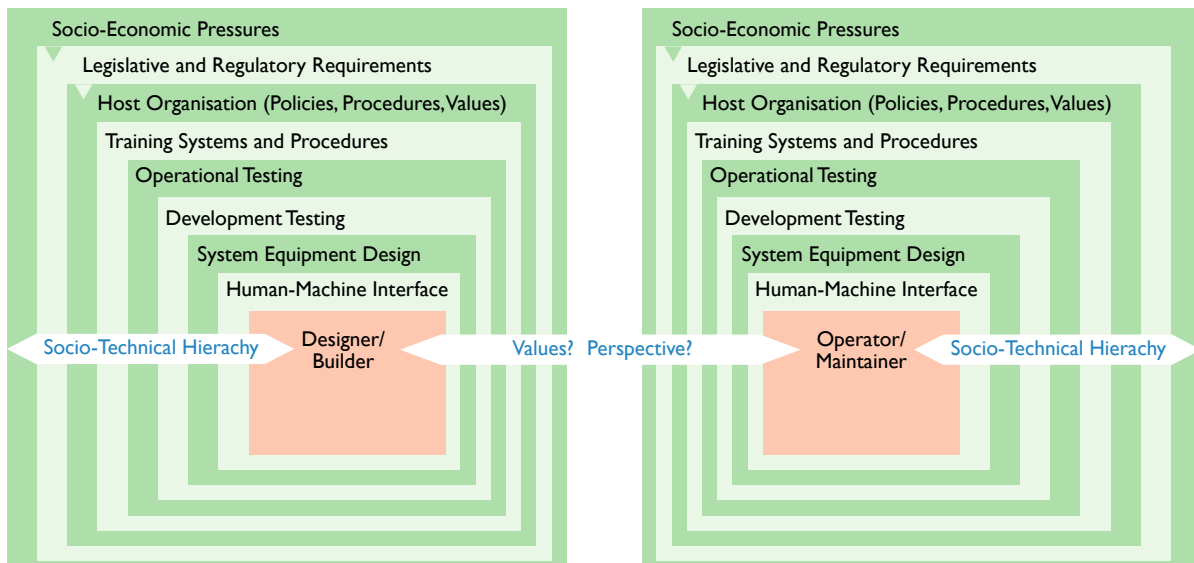 Socio-Economic Pressures
Legislative and Regulatory Requirements
Host Organisation (Policies, Procedures, Values)
Training Systems and Procedures
Operational Testing
Development Testing
System Equipment Design
Human-Machine Interface
Socio-Technical Hierachy
Designer/
Builder
Values? Perspective?
Socio-Economic Pressures
Legislative and Regulatory Requirements
Host Organisation (Policies, Procedures, Values)
Training Systems and Procedures
Operational Testing
Development Testing
System Equipment Design
Human-Machine Interface
Operator/
Maintainer
Socio-Technical Hierachy